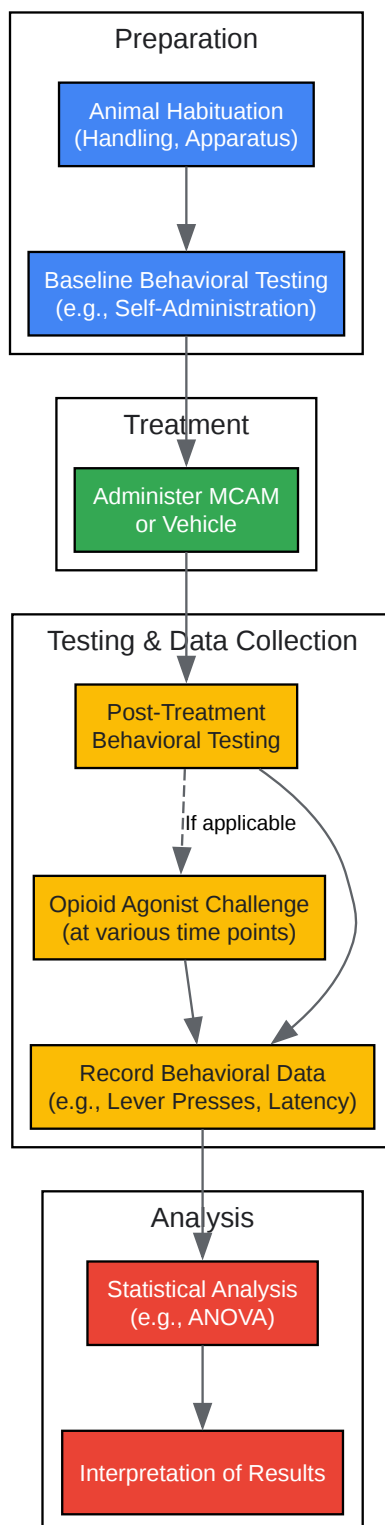 Preparation
Animal Habituation
(Handling, Apparatus)
Baseline Behavioral Testing
(e.g., Self-Administration)
Treatment
Administer MCAM
or Vehicle
Testing & Data Collection
Post-Treatment
Behavioral Testing
If applicable
Opioid Agonist Challenge
(at various time points)
Record Behavioral Data
(e.g., Lever Presses, Latency)
Analysis
Statistical Analysis
(e.g., ANOVA)
Interpretation of Results